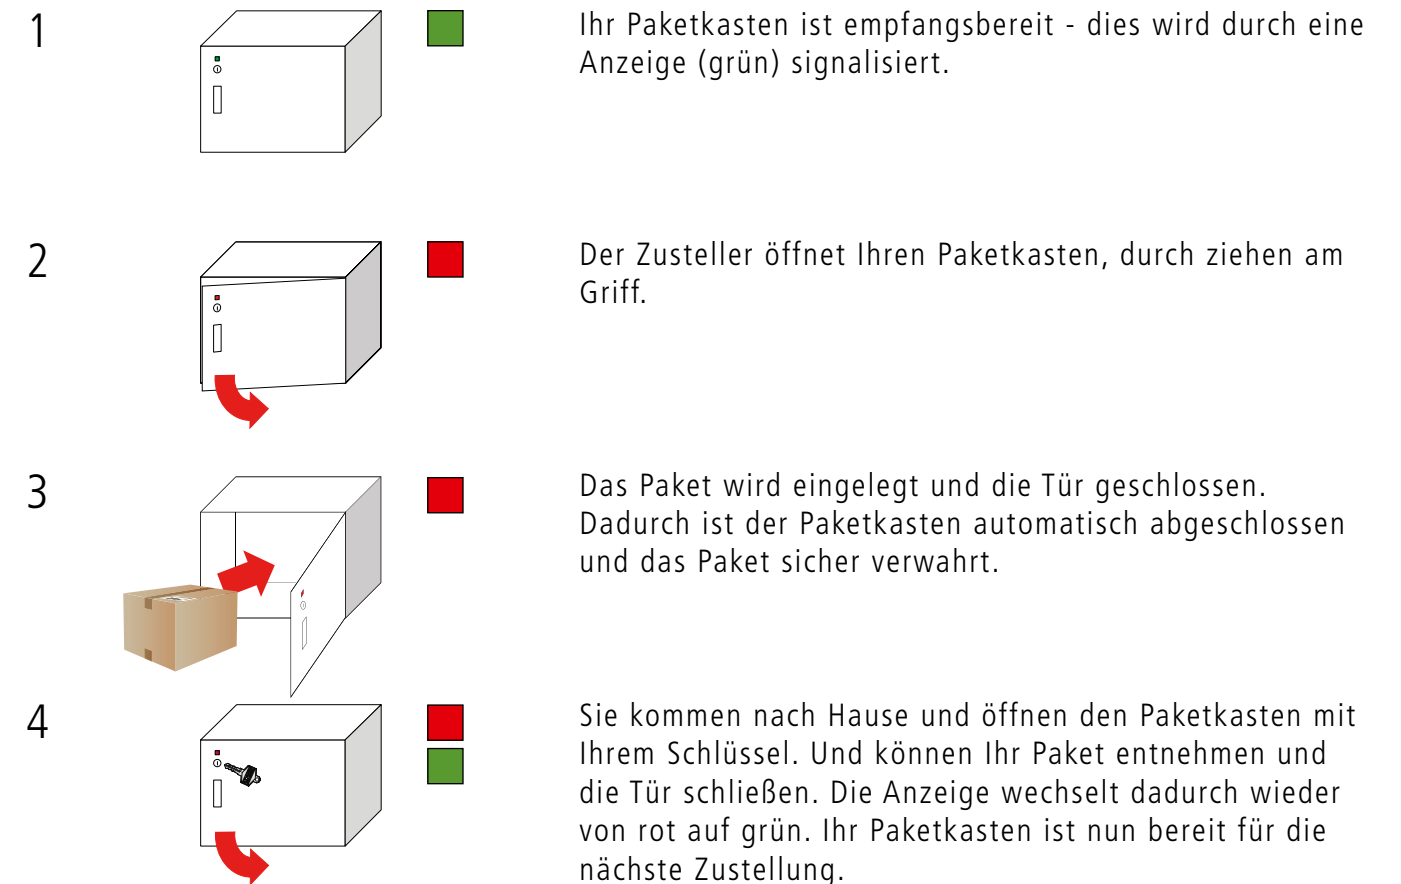 1
Ihr Paketkasten ist empfangsbereit - dies wird durch eine
Anzeige (grün) signalisiert.
2
Der Zusteller öffnet Ihren Paketkasten, durch ziehen am
Griff.
3
Das Paket wird eingelegt und die Tür geschlossen.
Dadurch ist der Paketkasten automatisch abgeschlossen
und das Paket sicher verwahrt.
4
Sie kommen nach Hause und öffnen den Paketkasten mit
Ihrem Schlüssel. Und können Ihr Paket entnehmen und
die Tür schließen. Die Anzeige wechselt dadurch wieder
von rot auf grün. Ihr Paketkasten ist nun bereit für die
nächste Zustellung.